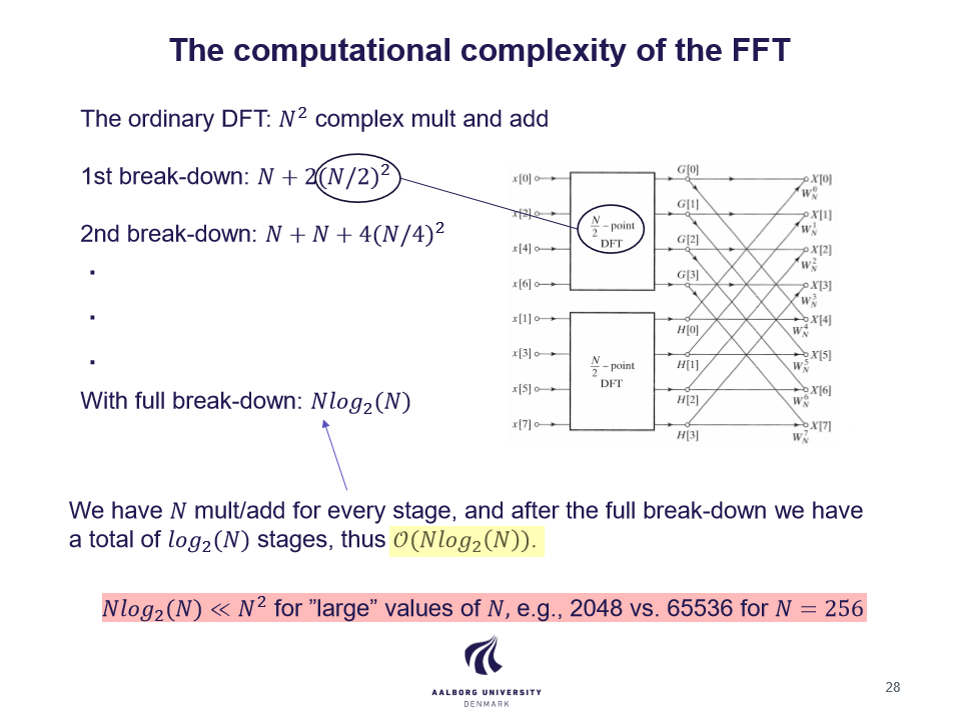 The computational complexity of the FFT
The ordinary DFT: 𝑁² complex mult and add
1st break-down: 𝑁 + 2(𝑁/2)²
2nd break-down: 𝑁 + 𝑁 + 4(𝑁/4)²
.
.
.
With full break-down: 𝑁𝑙𝑜𝑔₂(𝑁)
x[0]
x[2]
x[4]
x[6]
x[1]
x[3]
x[5]
x[7]
N/2 – point
DFT
N/2 – point
DFT
G[0]
G[1]
G[2]
G[3]
H[0]
H[1]
H[2]
H[3]
X[0]
W_N^0
X[1]
W_N^1
X[2]
W_N^2
X[3]
W_N^3
X[4]
W_N^4
X[5]
W_N^5
X[6]
W_N^6
X[7]
W_N^7
We have 𝑁 mult/add for every stage, and after the full break-down we have
a total of 𝑙𝑜𝑔₂(𝑁) stages, thus 𝒪(𝑁𝑙𝑜𝑔₂(𝑁)).
𝑁𝑙𝑜𝑔₂(𝑁) ≪ 𝑁² for ”large” values of 𝑁, e.g., 2048 vs. 65536 for 𝑁 = 256
AALBORG UNIVERSITY
DENMARK
28